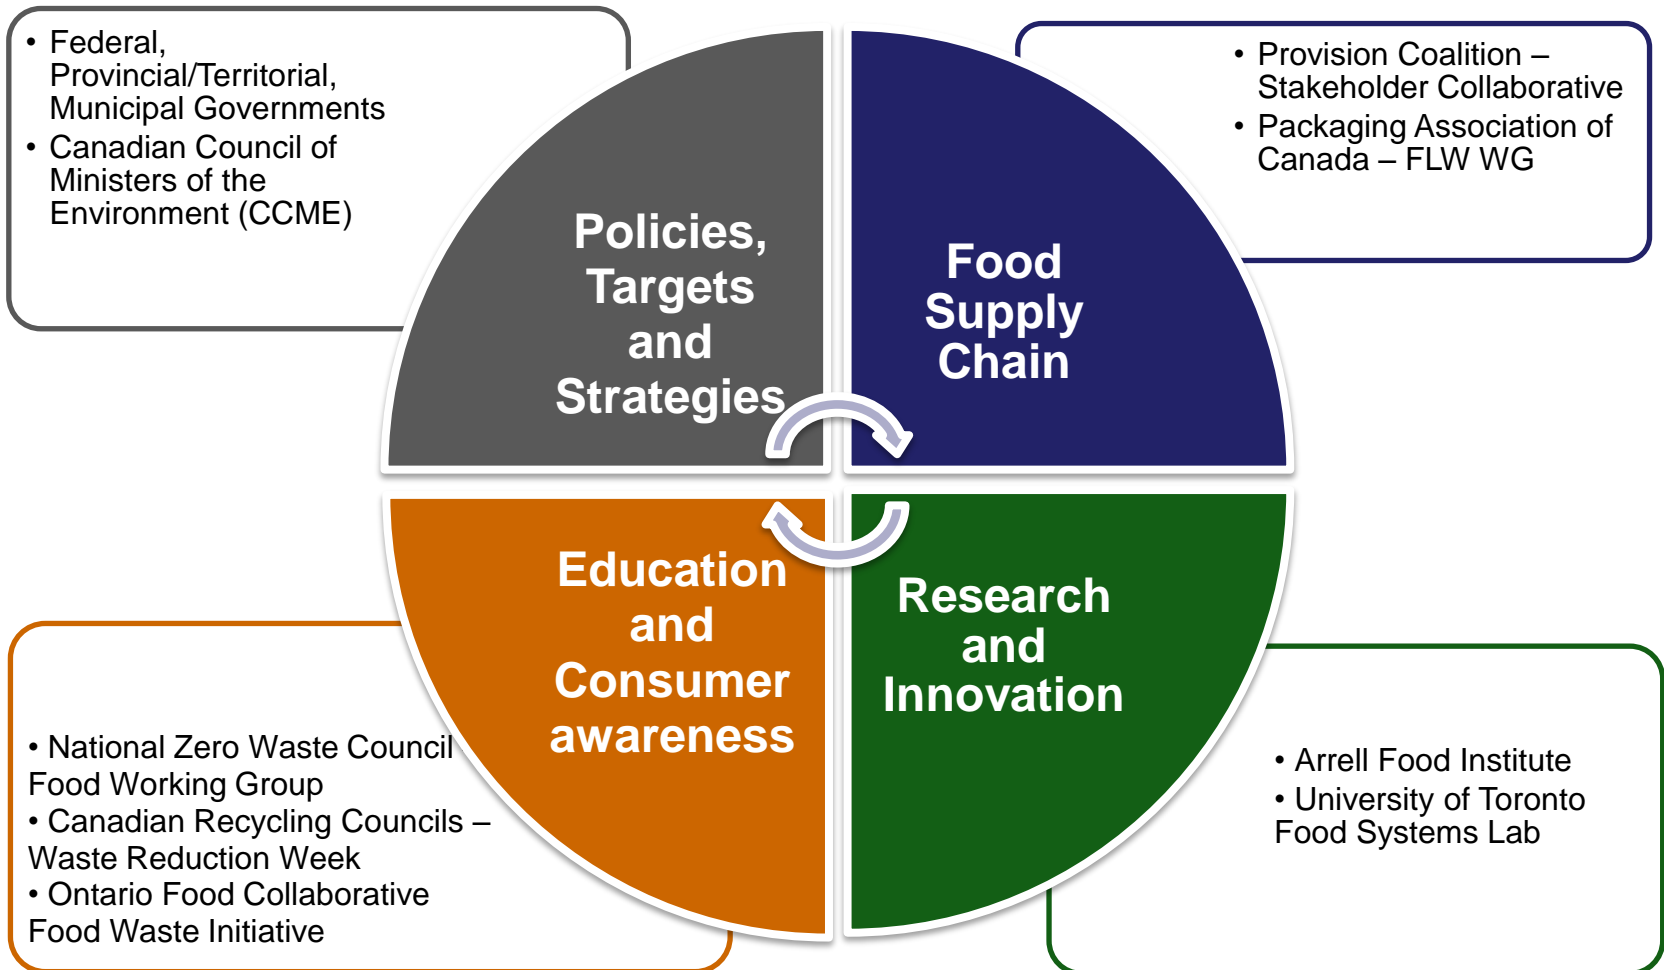 • Federal,
Provincial/Territorial,
Municipal Governments
• Canadian Council of
Ministers of the
Environment (CCME)
Policies,
Targets
and
Strategies
• Provision Coalition –
Stakeholder Collaborative
• Packaging Association of
Canada – FLW WG
Food
Supply
Chain
Education
and
Consumer
awareness
• National Zero Waste Council
Food Working Group
• Canadian Recycling Councils –
Waste Reduction Week
• Ontario Food Collaborative
Food Waste Initiative
Research
and
Innovation
• Arrell Food Institute
• University of Toronto
Food Systems Lab